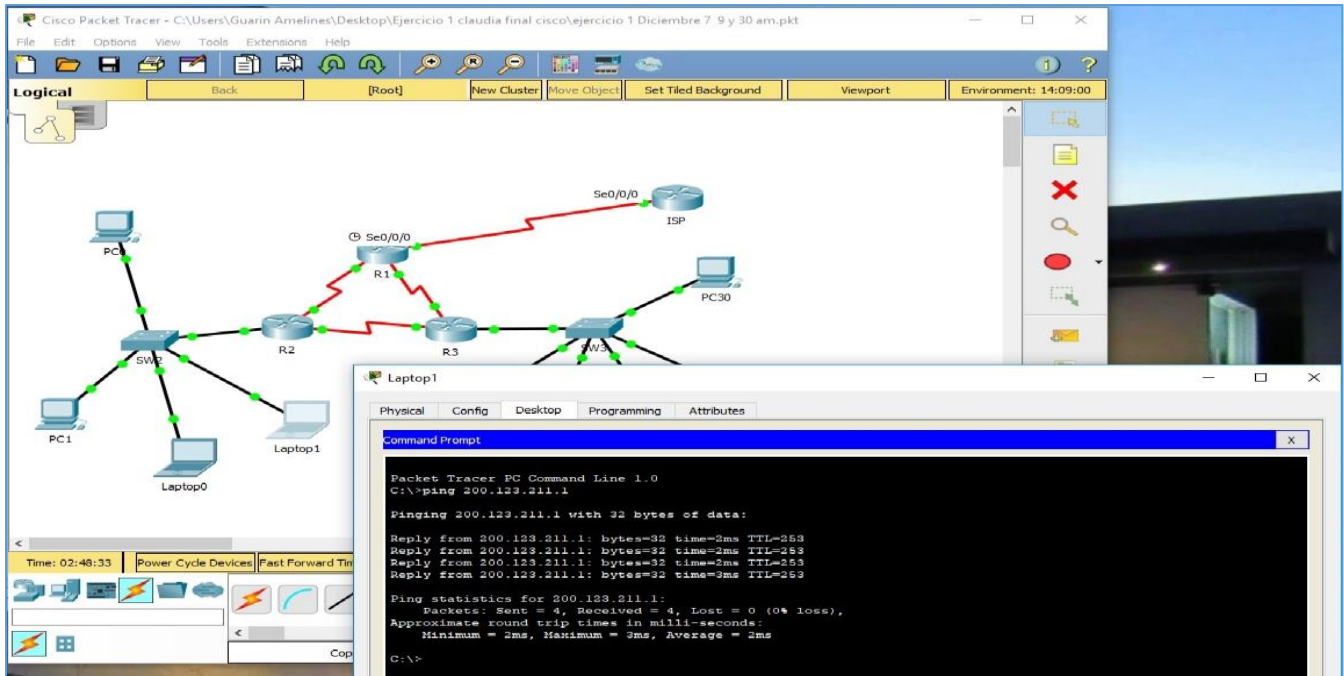 Cisco Packet Tracer - C:\Users\Guarin Amelines\Desktop\Ejercicio 1 claudia final cisco\ejercicio 1 Diciembre 7 9 y 30 am.pkt
File Edit Options View Tools Extensions Help
Logical Back [Root] New Cluster Move Object Set Tiled Background Viewport Environment: 14:09:00
Se0/0/0
ISP
Se0/0/0
R1
PC30
R2
R3
SW2
SW3
PC1
Laptop1
Laptop0
Laptop1
Physical Config Desktop Programming Attributes
Command Prompt X
Packet Tracer PC Command Line 1.0
C:\>ping 200.123.211.1
Pinging 200.123.211.1 with 32 bytes of data:
Reply from 200.123.211.1: bytes=32 time=2ms TTL=253
Reply from 200.123.211.1: bytes=32 time=2ms TTL=253
Reply from 200.123.211.1: bytes=32 time=2ms TTL=253
Reply from 200.123.211.1: bytes=32 time=3ms TTL=253
Ping statistics for 200.123.211.1:
Packets: Sent = 4, Received = 4, Lost = 0 (0% loss),
Approximate round trip times in milli-seconds:
Minimum = 2ms, Maximum = 3ms, Average = 2ms
C:\>
Time: 02:48:33 Power Cycle Devices Fast Forward Tim
Cop